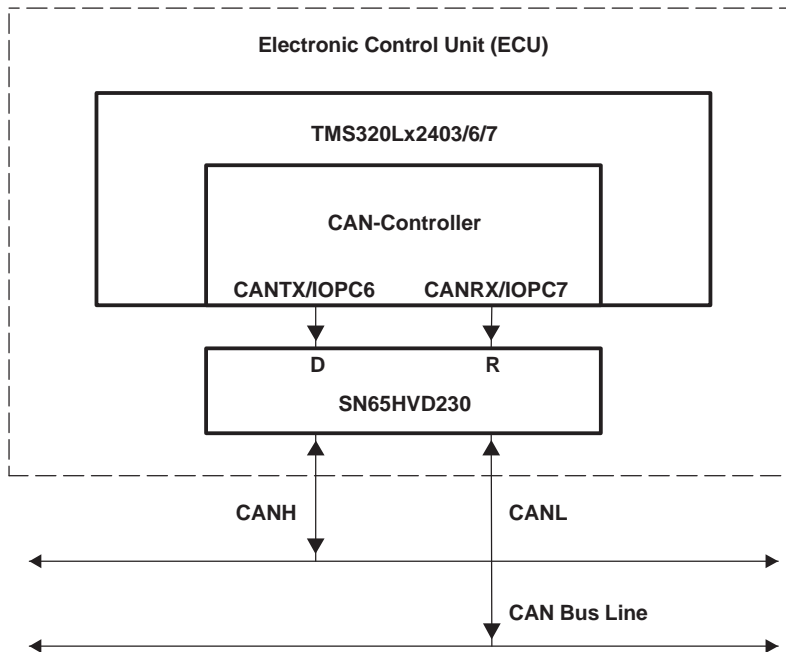 Electronic Control Unit (ECU)
TMS320Lx2403/6/7
CAN-Controller
CANTX/IOPC6 CANRX/IOPC7
D R
SN65HVD230
CANH CANL
CAN Bus Line